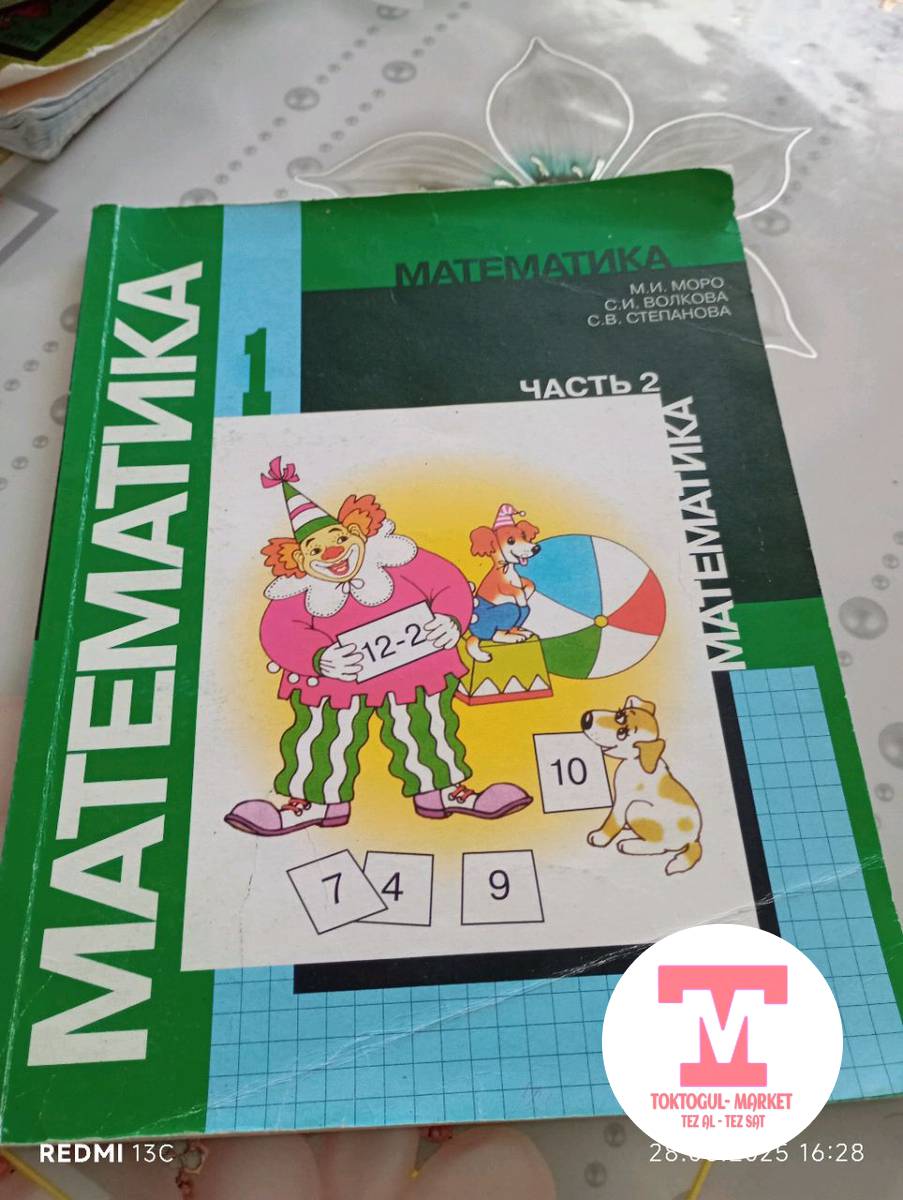 МАТЕМАТИКА
1
МАТЕМАТИКА
М.И. МОРО
С.И. ВОЛКОВА
С.В. СТЕПАНОВА
ЧАСТЬ 2
МАТЕМАТИКА
12-2
10
7
4
9
TM
TOKTOGUL- MARKET
TEZ AL - TEZ SAT
REDMI 13C
16:28